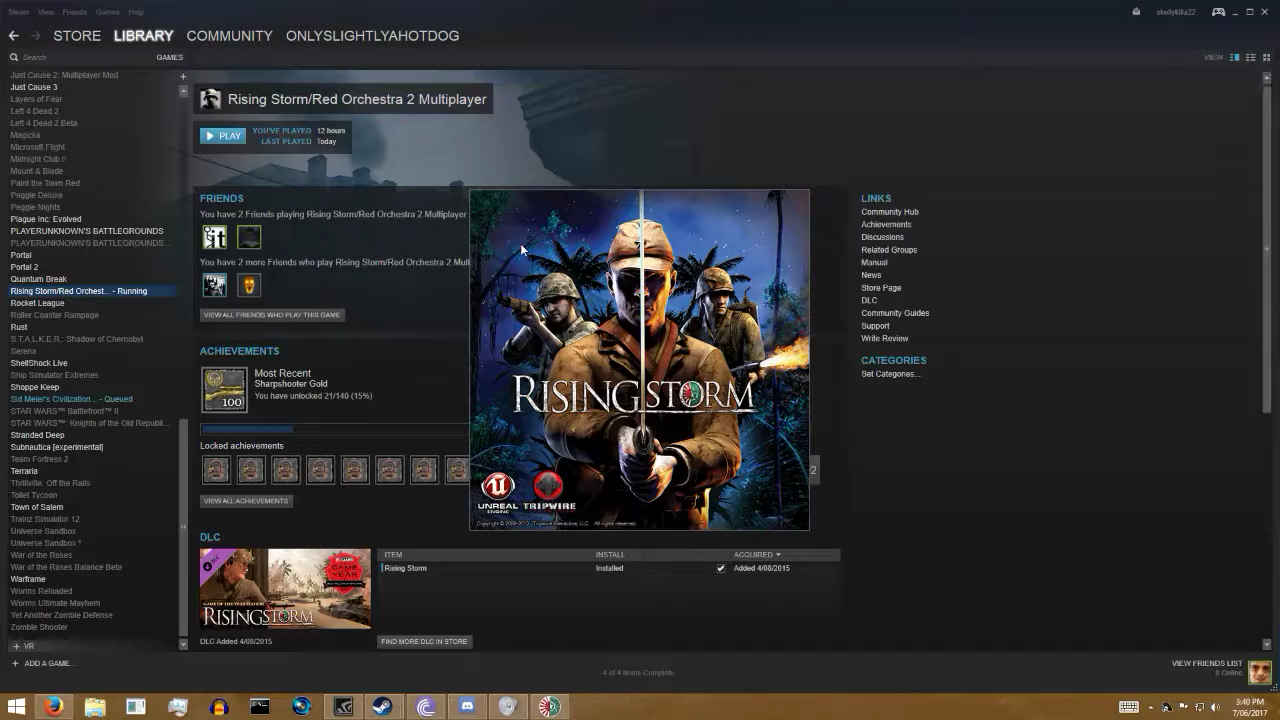 Steam View Friends Games Help
skellykilla22
STORE LIBRARY COMMUNITY ONLYSLIGHTLYAHOTDOG
Search GAMES
VIEW
Just Cause 2: Multiplayer Mod
Just Cause 3
Layers of Fear
Left 4 Dead 2
Left 4 Dead 2 Beta
Magicka
Microsoft Flight
Midnight Club II
Mount & Blade
Paint the Town Red
Peggle Deluxe
Peggle Nights
Plague Inc: Evolved
PLAYERUNKNOWN'S BATTLEGROUNDS
PLAYERUNKNOWN'S BATTLEGROUNDS...
Portal
Portal 2
Quantum Break
Rising Storm/Red Orchest... - Running
Rocket League
Roller Coaster Rampage
Rust
S.T.A.L.K.E.R.: Shadow of Chernobyl
Serena
ShellShock Live
Ship Simulator Extremes
Shoppe Keep
Sid Meier's Civilization... - Queued
STAR WARS™ Battlefront™ II
STAR WARS™: Knights of the Old Republi...
Stranded Deep
Subnautica [experimental]
Team Fortress 2
Terraria
Thrillville: Off the Rails
Toilet Tycoon
Town of Salem
Trainz Simulator 12
Universe Sandbox
Universe Sandbox ²
War of the Roses
War of the Roses Balance Beta
Warframe
Worms Reloaded
Worms Ultimate Mayhem
Yet Another Zombie Defense
Zombie Shooter
VR
ADD A GAME...
Rising Storm/Red Orchestra 2 Multiplayer
PLAY
YOU'VE PLAYED 12 hours
LAST PLAYED Today
FRIENDS
You have 2 Friends playing Rising Storm/Red Orchestra 2 Multiplayer
You have 2 more Friends who play Rising Storm/Red Orchestra 2 Mult
VIEW ALL FRIENDS WHO PLAY THIS GAME
ACHIEVEMENTS
100
Most Recent
Sharpshooter Gold
You have unlocked 21/140 (15%)
Locked achievements
2
VIEW ALL ACHIEVEMENTS
RISING STORM
UNREAL ENGINE
TRIPWIRE
LINKS
Community Hub
Achievements
Discussions
Related Groups
Manual
News
Store Page
DLC
Community Guides
Support
Write Review
CATEGORIES
Set Categories...
DLC
GAME OF THE YEAR EDITION
RISING STORM
DLC Added 4/08/2015
ITEM INSTALL ACQUIRED
Rising Storm Installed Added 4/08/2015
FIND MORE DLC IN STORE
4 of 4 Items Complete
VIEW FRIENDS LIST
8 Online
3:40 PM
7/06/2017